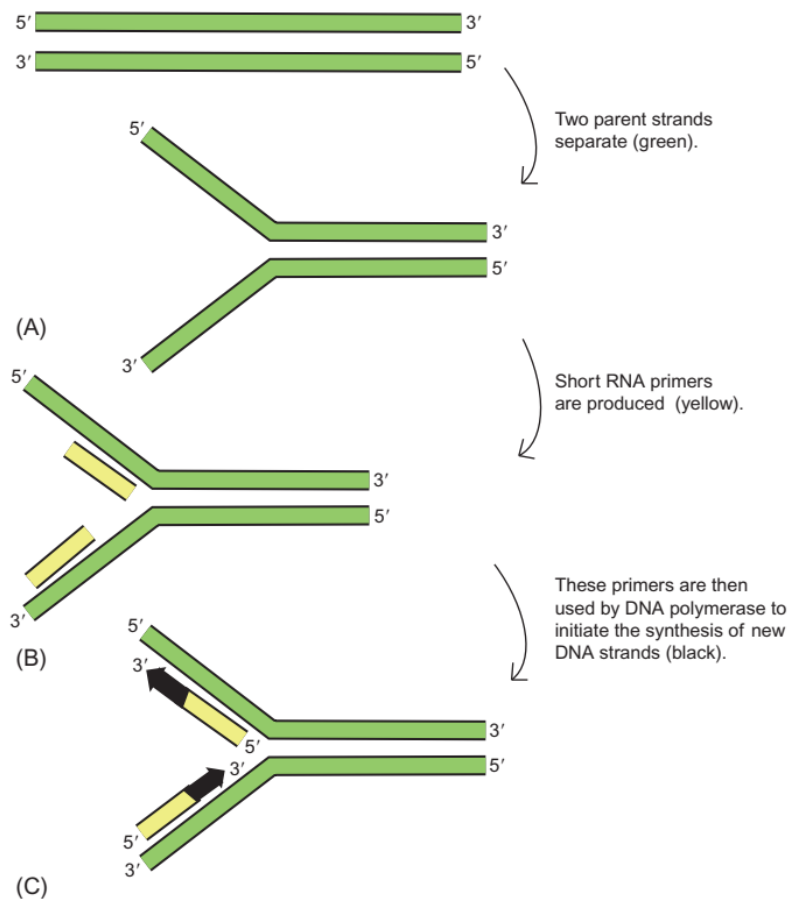 5′ 3′
3′ 5′
Two parent strands
separate (green).
5′
3′
5′
3′
(A)
Short RNA primers
are produced (yellow).
5′
3′
5′
3′
(B)
These primers are then
used by DNA polymerase to
initiate the synthesis of new
DNA strands (black).
5′
3′
3′
5′
3′
5′
5′
3′
(C)